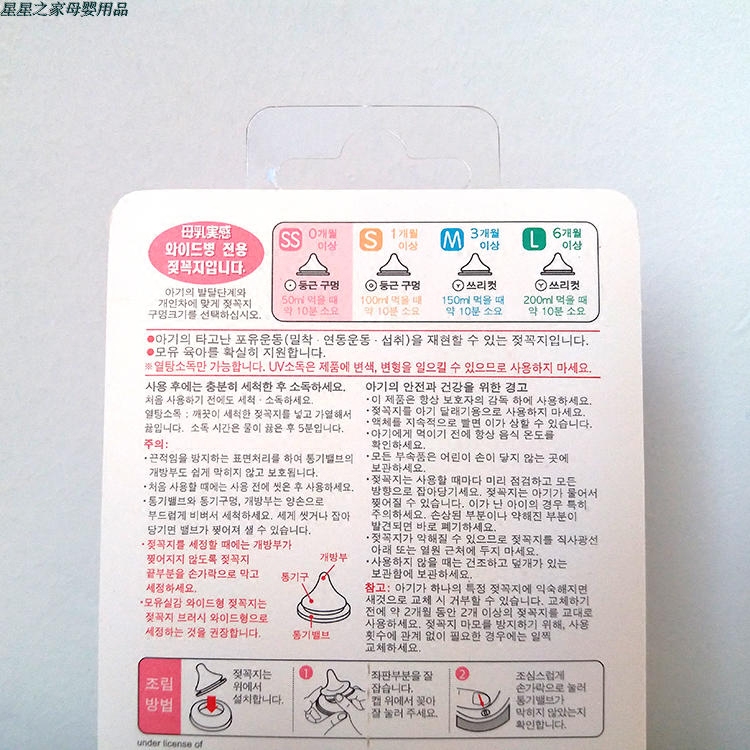 星星之家母婴用品
母乳実感
와이드병 전용
젖꼭지입니다.
아기의 발달단계와
개인차에 맞게 젖꼭지
구멍크기를 선택하십시오.
SS 0개월 이상
둥근 구멍
50ml 먹을 때
약 10분 소요
S 1개월 이상
둥근 구멍
100ml 먹을 때
약 10분 소요
M 3개월 이상
쓰리컷
150ml 먹을 때
약 10분 소요
L 6개월 이상
쓰리컷
200ml 먹을 때
약 10분 소요
●아기의 타고난 포유운동(밀착 · 연동운동 · 섭취)을 재현할 수 있는 젖꼭지입니다.
●모유 육아를 확실히 지원합니다.
※열탕소독만 가능합니다. UV소독은 제품에 변색, 변형을 일으킬 수 있으므로 사용하지 마세요.
사용 후에는 충분히 세척한 후 소독하세요.
처음 사용하기 전에도 세척 · 소독하세요.
열탕소독 : 깨끗이 세척한 젖꼭지를 넣고 가열해서
끓입니다. 소독 시간은 물이 끓은 후 5분입니다.
주의:
· 끈적임을 방지하는 표면처리를 하여 통기밸브의
개방부도 쉽게 막히지 않고 보호됩니다.
· 처음 사용할 때에는 사용 전에 씻은 후 사용하세요.
· 통기밸브와 통기구멍, 개방부는 양손으로
부드럽게 비벼서 세척하세요. 세게 씻거나 잡아
당기면 밸브가 찢어져 샐 수 있습니다.
· 젖꼭지를 세정할 때에는 개방부가
찢어지지 않도록 젖꼭지
끝부분을 손가락으로 막고
세정하세요.
· 모유실감 와이드형 젖꼭지는
젖꼭지 브러시 와이드형으로
세정하는 것을 권장합니다.
개방부
통기구
통기밸브
아기의 안전과 건강을 위한 경고
· 이 제품은 항상 보호자의 감독 하에 사용하세요.
· 젖꼭지를 아기 달래기용으로 사용하지 마세요.
· 액체를 지속적으로 빨면 이가 상할 수 있습니다.
· 아기에게 먹이기 전에 항상 음식 온도를
확인하세요.
· 모든 부속품은 어린이 손이 닿지 않는 곳에
보관하세요.
· 젖꼭지는 사용할 때마다 미리 점검하고 모든
방향으로 잡아당기세요. 젖꼭지는 아기가 물어서
찢어질 수 있습니다. 이가 난 아이의 경우 특히
주의하세요. 손상된 부분이나 약해진 부분이
발견되면 바로 폐기하세요.
· 젖꼭지가 약해질 수 있으므로 젖꼭지를 직사광선
아래 또는 열원 근처에 두지 마세요.
· 사용하지 않을 때는 건조하고 덮개가 있는
보관함에 보관하세요.
참고: 아기가 하나의 특정 젖꼭지에 익숙해지면
새것으로 교체 시 거부할 수 있습니다. 교체하기
전에 약 2개월 동안 2개 이상의 젖꼭지를 교대로
사용하세요. 젖꼭지 마모를 방지하기 위해, 사용
횟수에 관계 없이 필요한 경우에는 일찍
교체하세요.
조립
방법
젖꼭지는
위에서
설치합니다.
1
좌판부분을 잘
잡습니다.
캡 위에서 꽂아
잘 눌러 주세요.
2
조심스럽게
손가락으로 눌러
통기밸브가
막히지 않았는지
확인합니다.
under license of